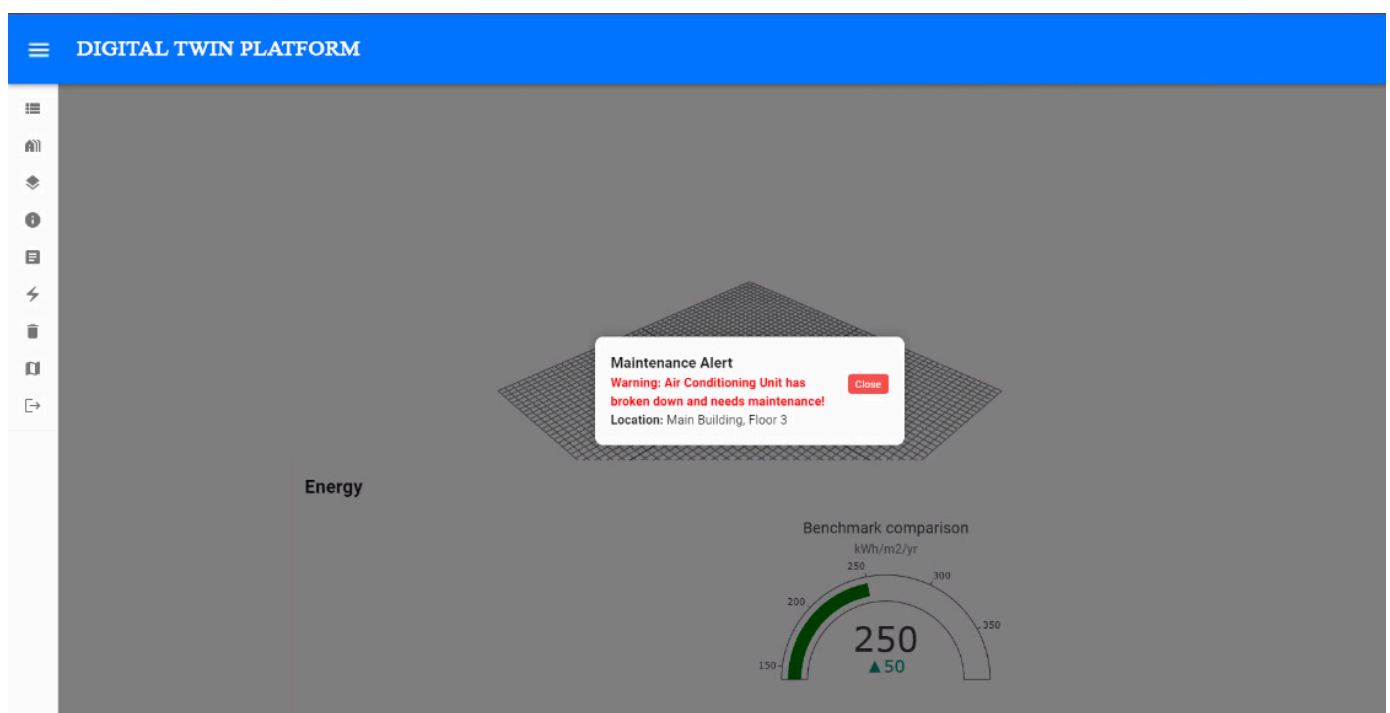 DIGITAL TWIN PLATFORM
Maintenance Alert
Warning: Air Conditioning Unit has
broken down and needs maintenance!
Close
Location: Main Building, Floor 3
Energy
Benchmark comparison
kWh/m2/yr
250
300
200
350
250
150
▲50